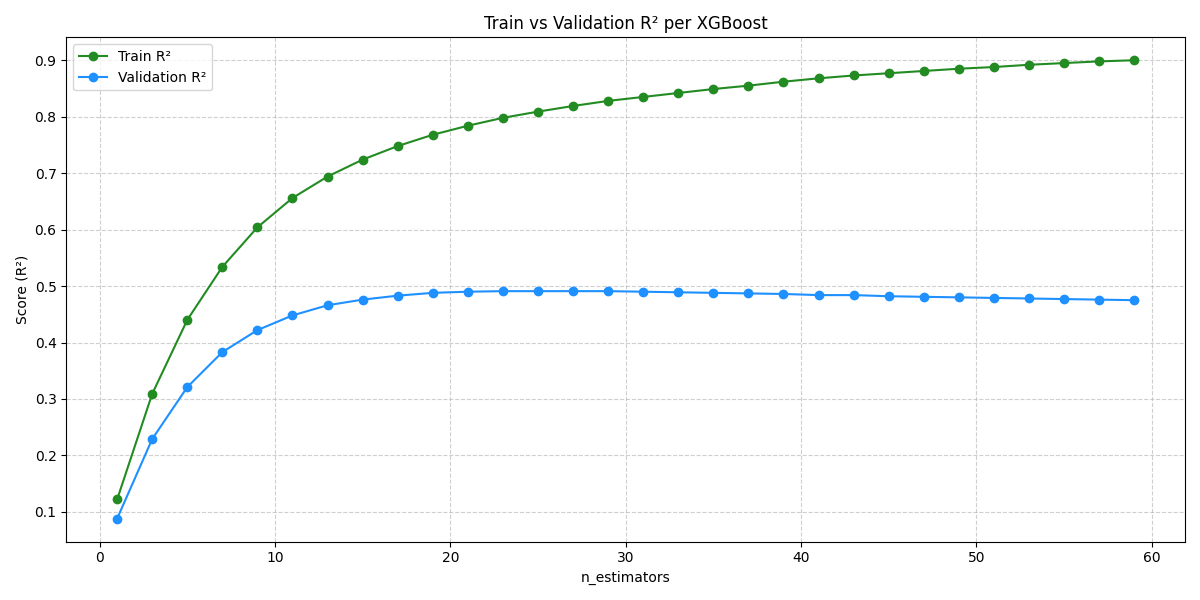 Train vs Validation R² per XGBoost
Train R²
Validation R²
Score (R²)
0.9
0.8
0.7
0.6
0.5
0.4
0.3
0.2
0.1
0 10 20 30 40 50 60
n_estimators